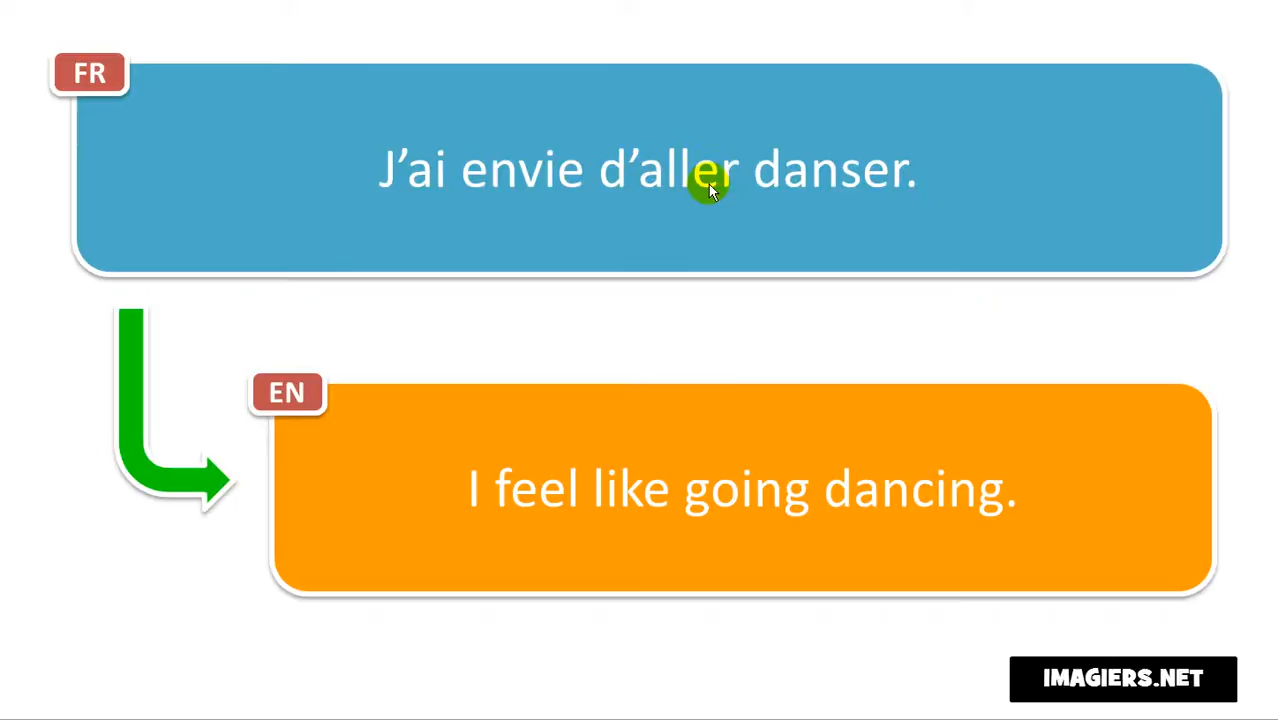 FR
J’ai envie d’aller danser.
EN
I feel like going dancing.
IMAGIERS.NET